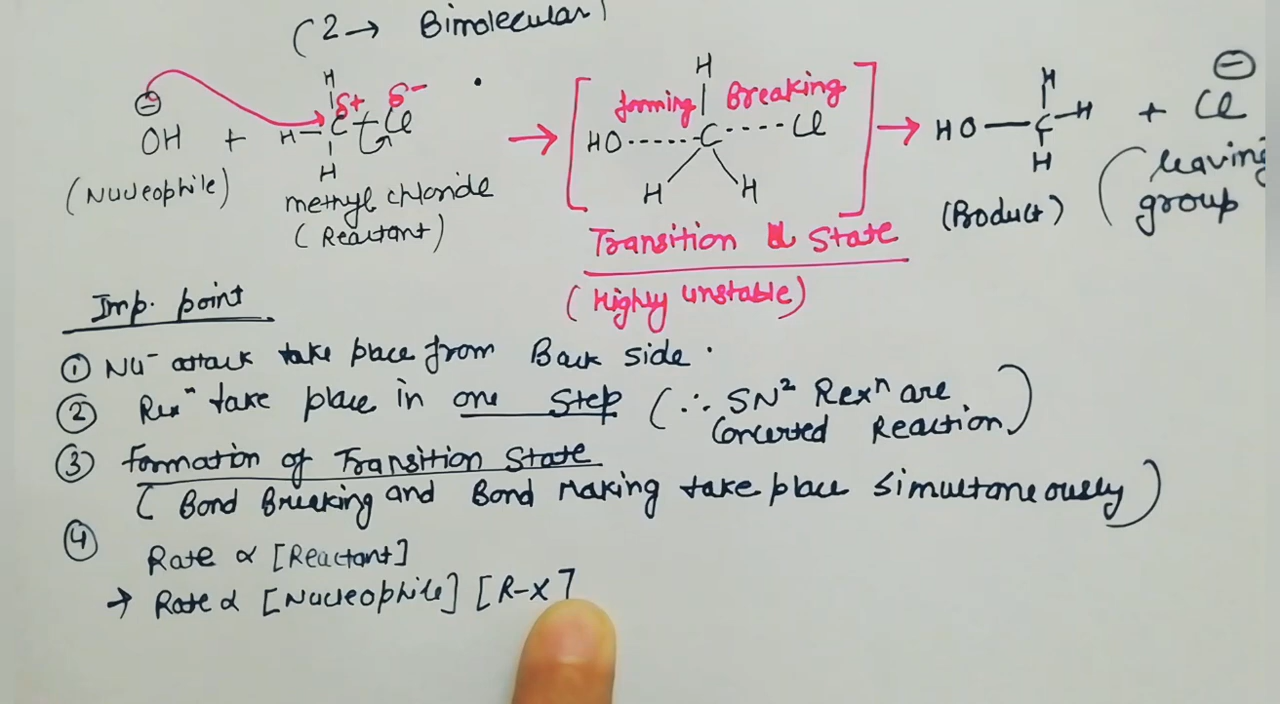 (2→ Bimolecular)
H H H ⊖
⊖ δ+ δ- forming Breaking
OH + H–C–Cl → [HO------C----Cl] → HO–C–H + Cl
H H H H
(Nucleophile) methyl chloride (Product) (leaving
(Reactant) Transition State group
(Highly Unstable)
Imp. point
① Nu⁻ attack take place from Back side.
② Rexⁿ take place in one Step (∴ SN² Rexⁿ are
Concerted Reaction)
③ Formation of Transition State
( Bond Breaking and Bond Making take place simultaneously)
④
Rate ∝ [Reactant]
→ Rate ∝ [Nucleophile] [R-X]